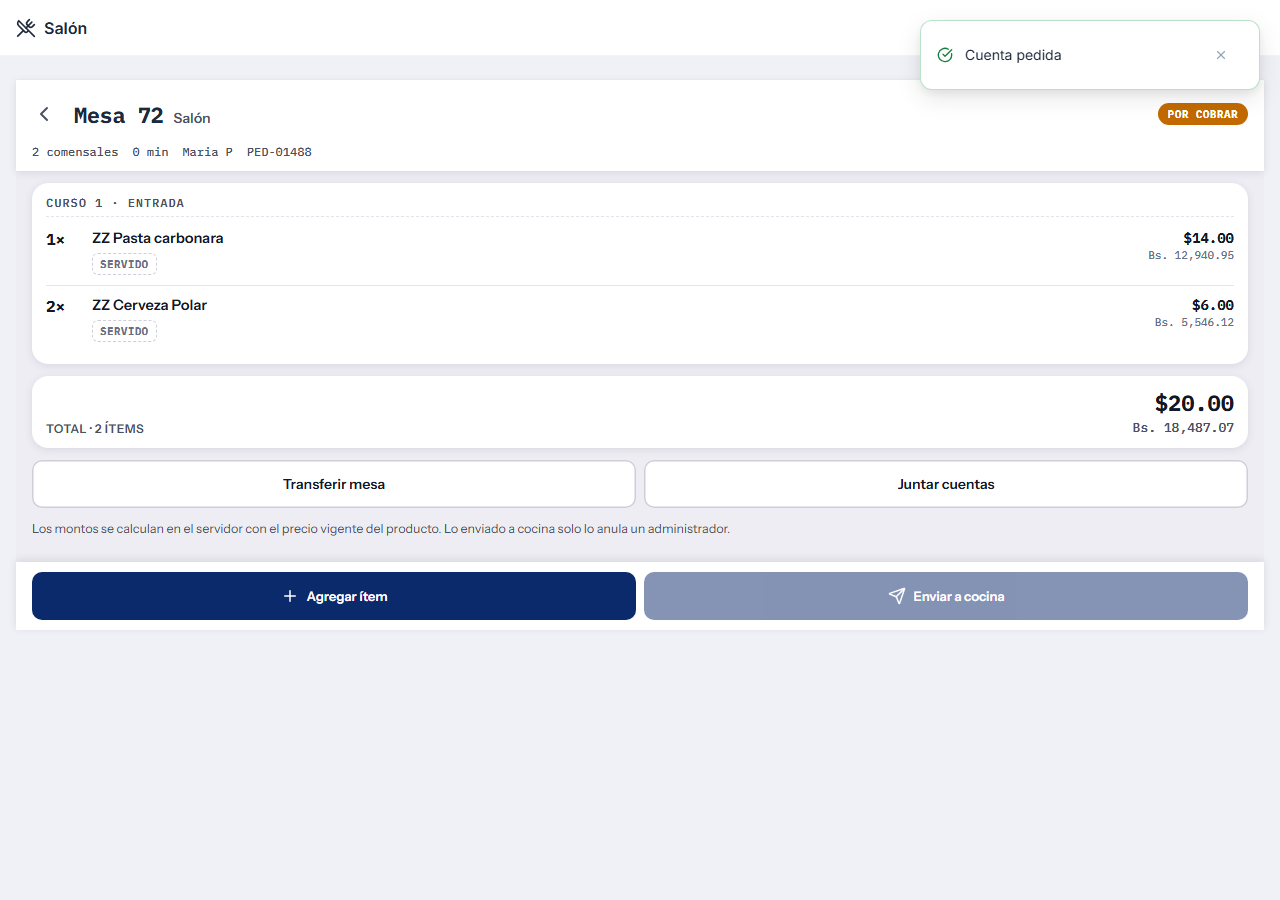 Salón
Cuenta pedida
Mesa 72 Salón
POR COBRAR
2 comensales 0 min Maria P PED-01488
CURSO 1 · ENTRADA
1× ZZ Pasta carbonara $14.00
SERVIDO Bs. 12,940.95
2× ZZ Cerveza Polar $6.00
SERVIDO Bs. 5,546.12
$20.00
TOTAL · 2 ÍTEMS Bs. 18,487.07
Transferir mesa Juntar cuentas
Los montos se calculan en el servidor con el precio vigente del producto. Lo enviado a cocina solo lo anula un administrador.
Agregar ítem Enviar a cocina